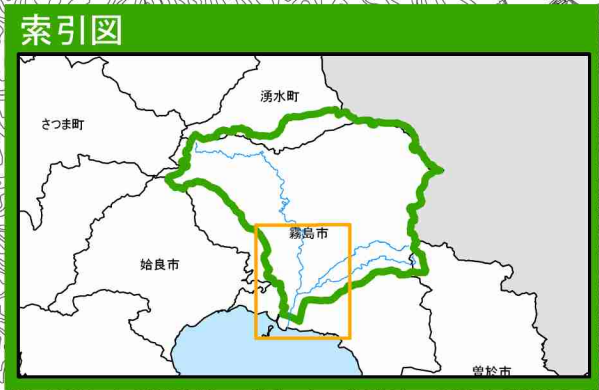 索引図
湧水町
さつま町
霧島市
姶良市
曽於市